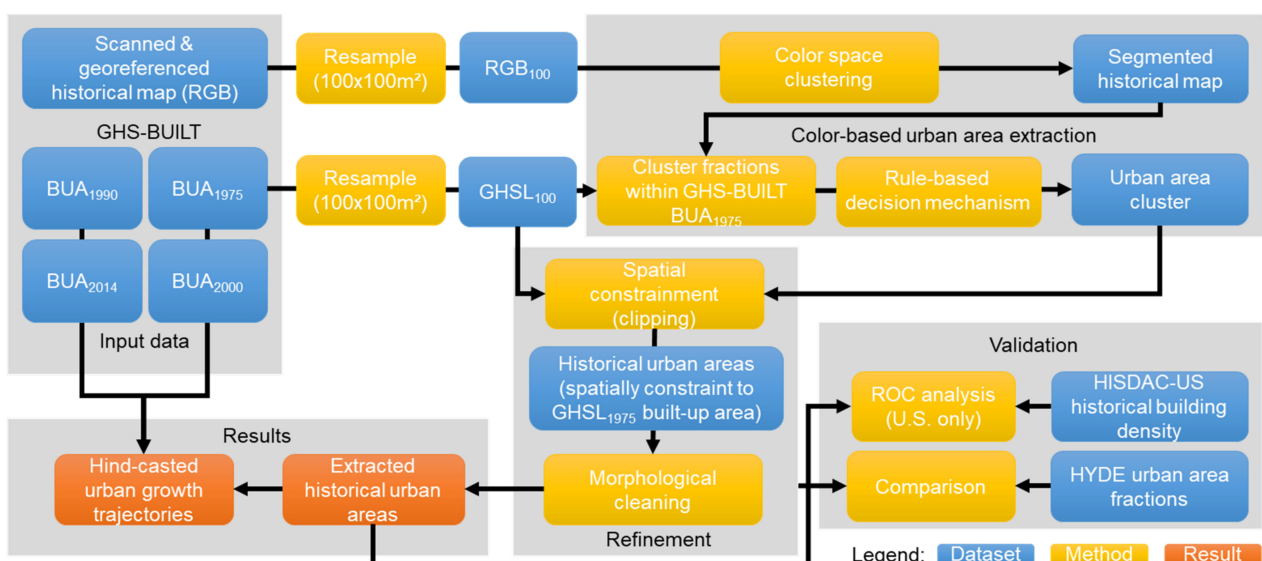 Scanned &
georeferenced
historical map (RGB)
Resample
(100x100m²)
RGB₁₀₀
Color space
clustering
Segmented
historical map
GHS-BUILT
Color-based urban area extraction
BUA₁₉₉₀
BUA₁₉₇₅
Resample
(100x100m²)
GHSL₁₀₀
Cluster fractions
within GHS-BUILT
BUA₁₉₇₅
Rule-based
decision mechanism
Urban area
cluster
BUA₂₀₁₄
BUA₂₀₀₀
Input data
Spatial
constrainment
(clipping)
Historical urban areas
(spatially constraint to
GHSL₁₉₇₅ built-up area)
Morphological
cleaning
Refinement
Results
Hind-casted
urban growth
trajectories
Extracted
historical urban
areas
Validation
ROC analysis
(U.S. only)
HISDAC-US
historical building
density
Comparison
HYDE urban area
fractions
Legend: Dataset Method Result